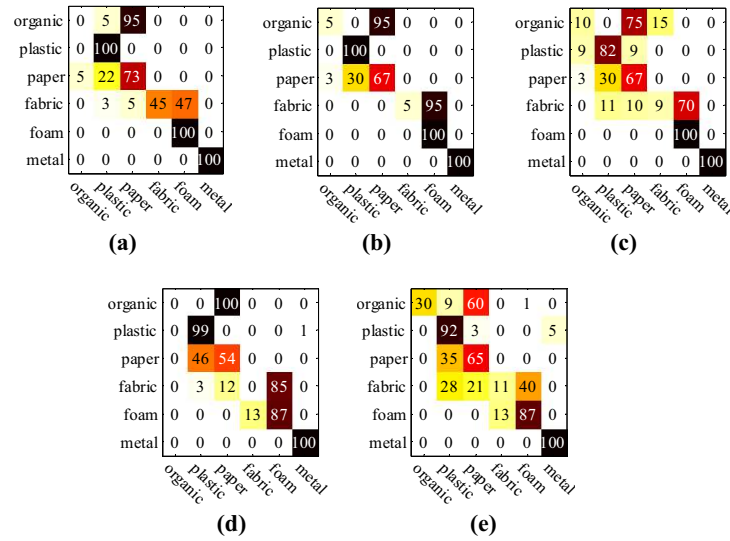 organic 0 5 95 0 0 0
plastic 0 100 0 0 0 0
paper 5 22 73 0 0 0
fabric 0 3 5 45 47 0
foam 0 0 0 0 100 0
metal 0 0 0 0 0 100
organic plastic paper fabric foam metal
(a)
organic 5 0 95 0 0 0
plastic 0 100 0 0 0 0
paper 3 30 67 0 0 0
fabric 0 0 0 5 95 0
foam 0 0 0 0 100 0
metal 0 0 0 0 0 100
organic plastic paper fabric foam metal
(b)
organic 10 0 75 15 0 0
plastic 9 82 9 0 0 0
paper 3 30 67 0 0 0
fabric 0 11 10 9 70 0
foam 0 0 0 0 100 0
metal 0 0 0 0 0 100
organic plastic paper fabric foam metal
(c)
organic 0 0 100 0 0 0
plastic 0 99 0 0 0 1
paper 0 46 54 0 0 0
fabric 0 3 12 0 85 0
foam 0 0 0 13 87 0
metal 0 0 0 0 0 100
organic plastic paper fabric foam metal
(d)
organic 30 9 60 0 1 0
plastic 0 92 3 0 0 5
paper 0 35 65 0 0 0
fabric 0 28 21 11 40 0
foam 0 0 0 13 87 0
metal 0 0 0 0 0 100
organic plastic paper fabric foam metal
(e)